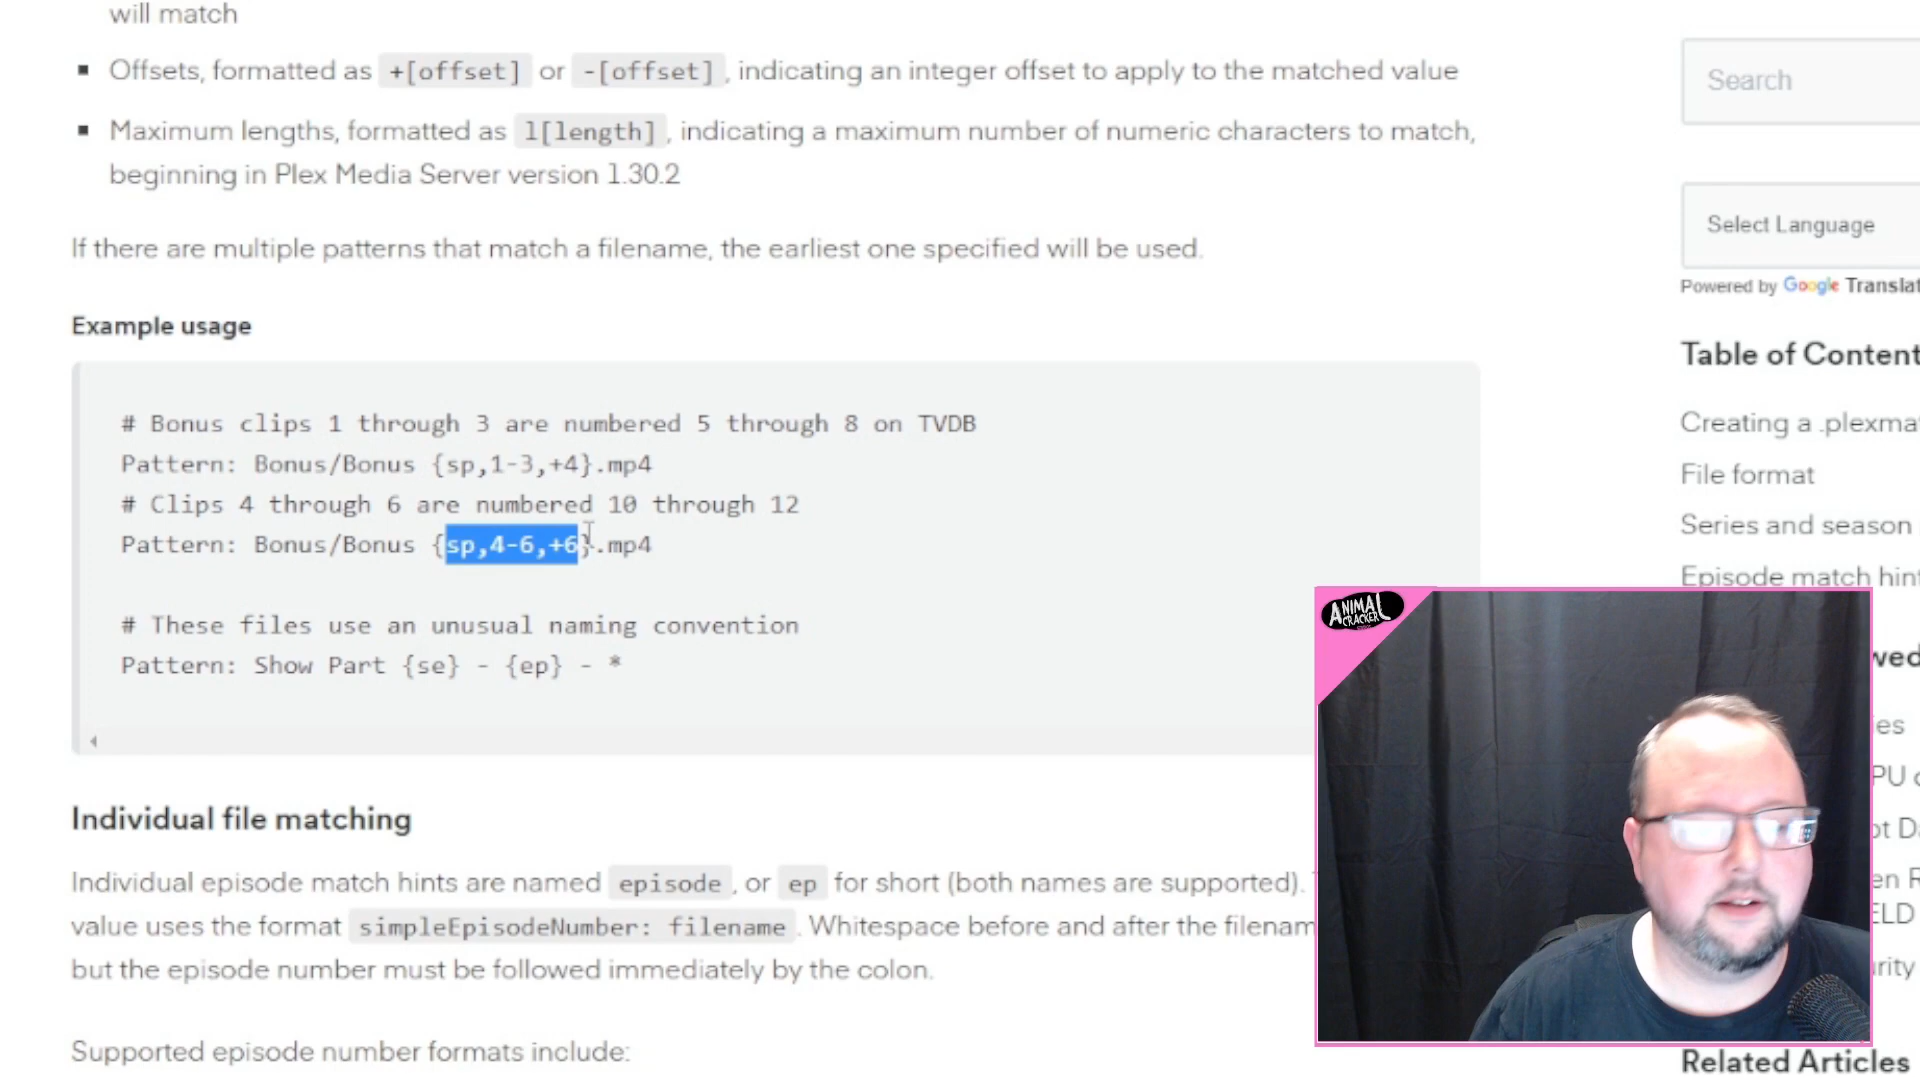 will match
▪ Offsets, formatted as +[offset] or -[offset], indicating an integer offset to apply to the matched value
▪ Maximum lengths, formatted as l[length], indicating a maximum number of numeric characters to match,
beginning in Plex Media Server version 1.30.2
If there are multiple patterns that match a filename, the earliest one specified will be used.
Example usage
# Bonus clips 1 through 3 are numbered 5 through 8 on TVDB
Pattern: Bonus/Bonus {sp,1-3,+4}.mp4
# Clips 4 through 6 are numbered 10 through 12
Pattern: Bonus/Bonus {sp,4-6,+6}.mp4
# These files use an unusual naming convention
Pattern: Show Part {se} - {ep} - *
Individual file matching
Individual episode match hints are named episode, or ep for short (both names are supported).
value uses the format simpleEpisodeNumber: filename. Whitespace before and after the filenam
but the episode number must be followed immediately by the colon.
Supported episode number formats include:
Search
Select Language
Powered by Google Translat
Table of Content
Creating a .plexma
File format
Series and season
Episode match hin
ANIMAL
CRACKER
wed
es
PU
ot Da
en R
ELD
rity
Related Articles